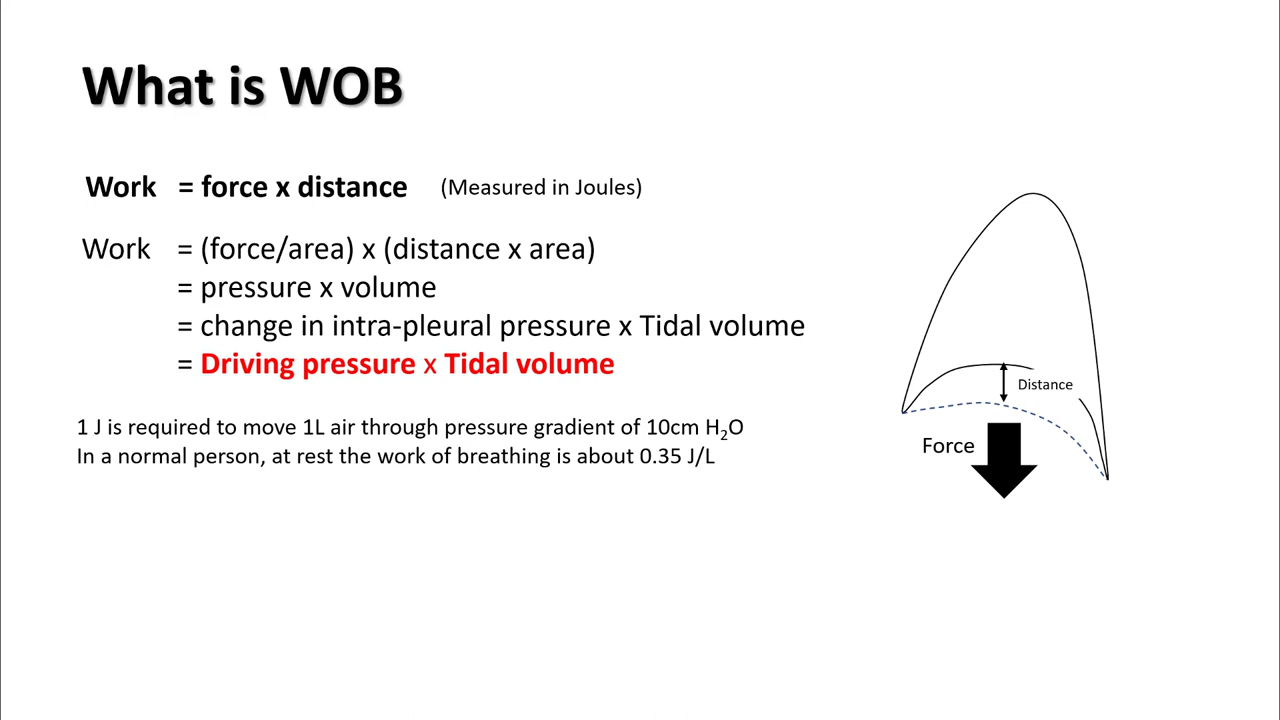 What is WOB
Work = force x distance (Measured in Joules)
Work = (force/area) x (distance x area)
= pressure x volume
= change in intra-pleural pressure x Tidal volume
= Driving pressure x Tidal volume
1 J is required to move 1L air through pressure gradient of 10cm H₂O
In a normal person, at rest the work of breathing is about 0.35 J/L
Distance
Force